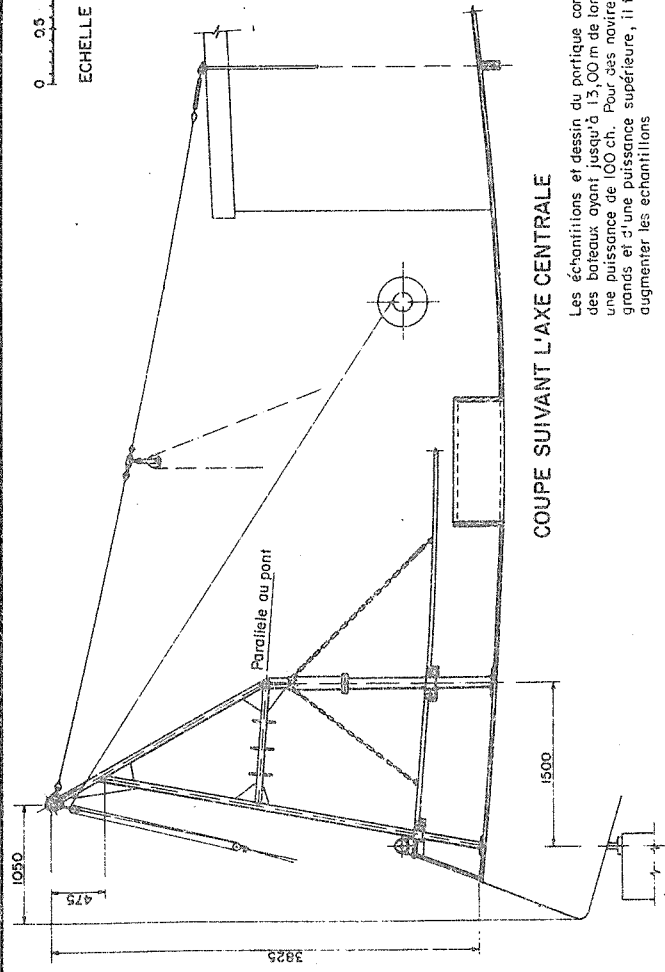 0 0.5
ECHELLE
Parallele au pont
1050
475
3825
1500
COUPE SUIVANT L'AXE CENTRALE
Les échantillons et dessin du portique con
des bateaux ayant jusqu'à 13,00 m de lon
une puissance de 100 ch. Pour des navire
grands et d'une puissance supérieure, il f
augmenter les echantillons